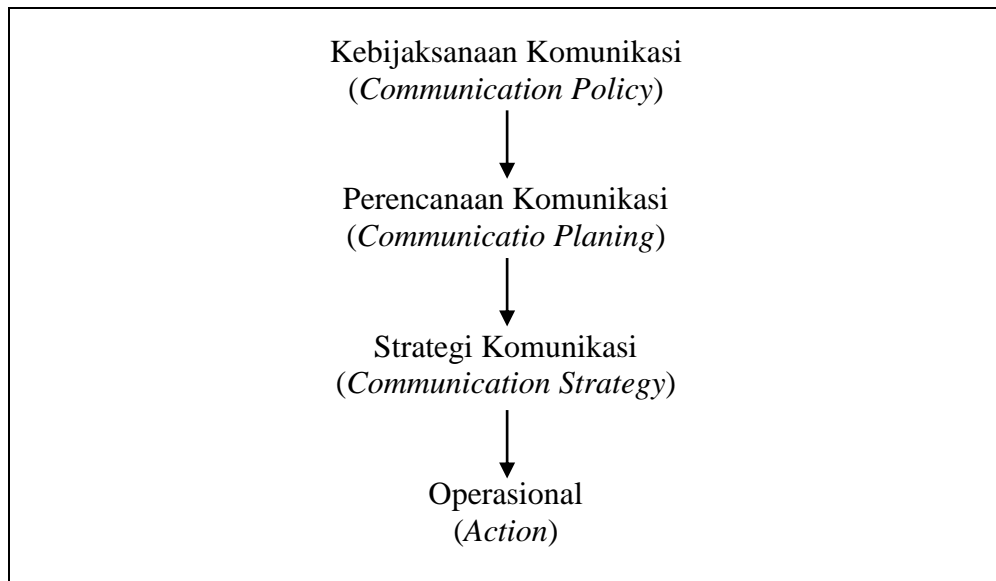 Kebijaksanaan Komunikasi
(Communication Policy)
Perencanaan Komunikasi
(Communicatio Planing)
Strategi Komunikasi
(Communication Strategy)
Operasional
(Action)